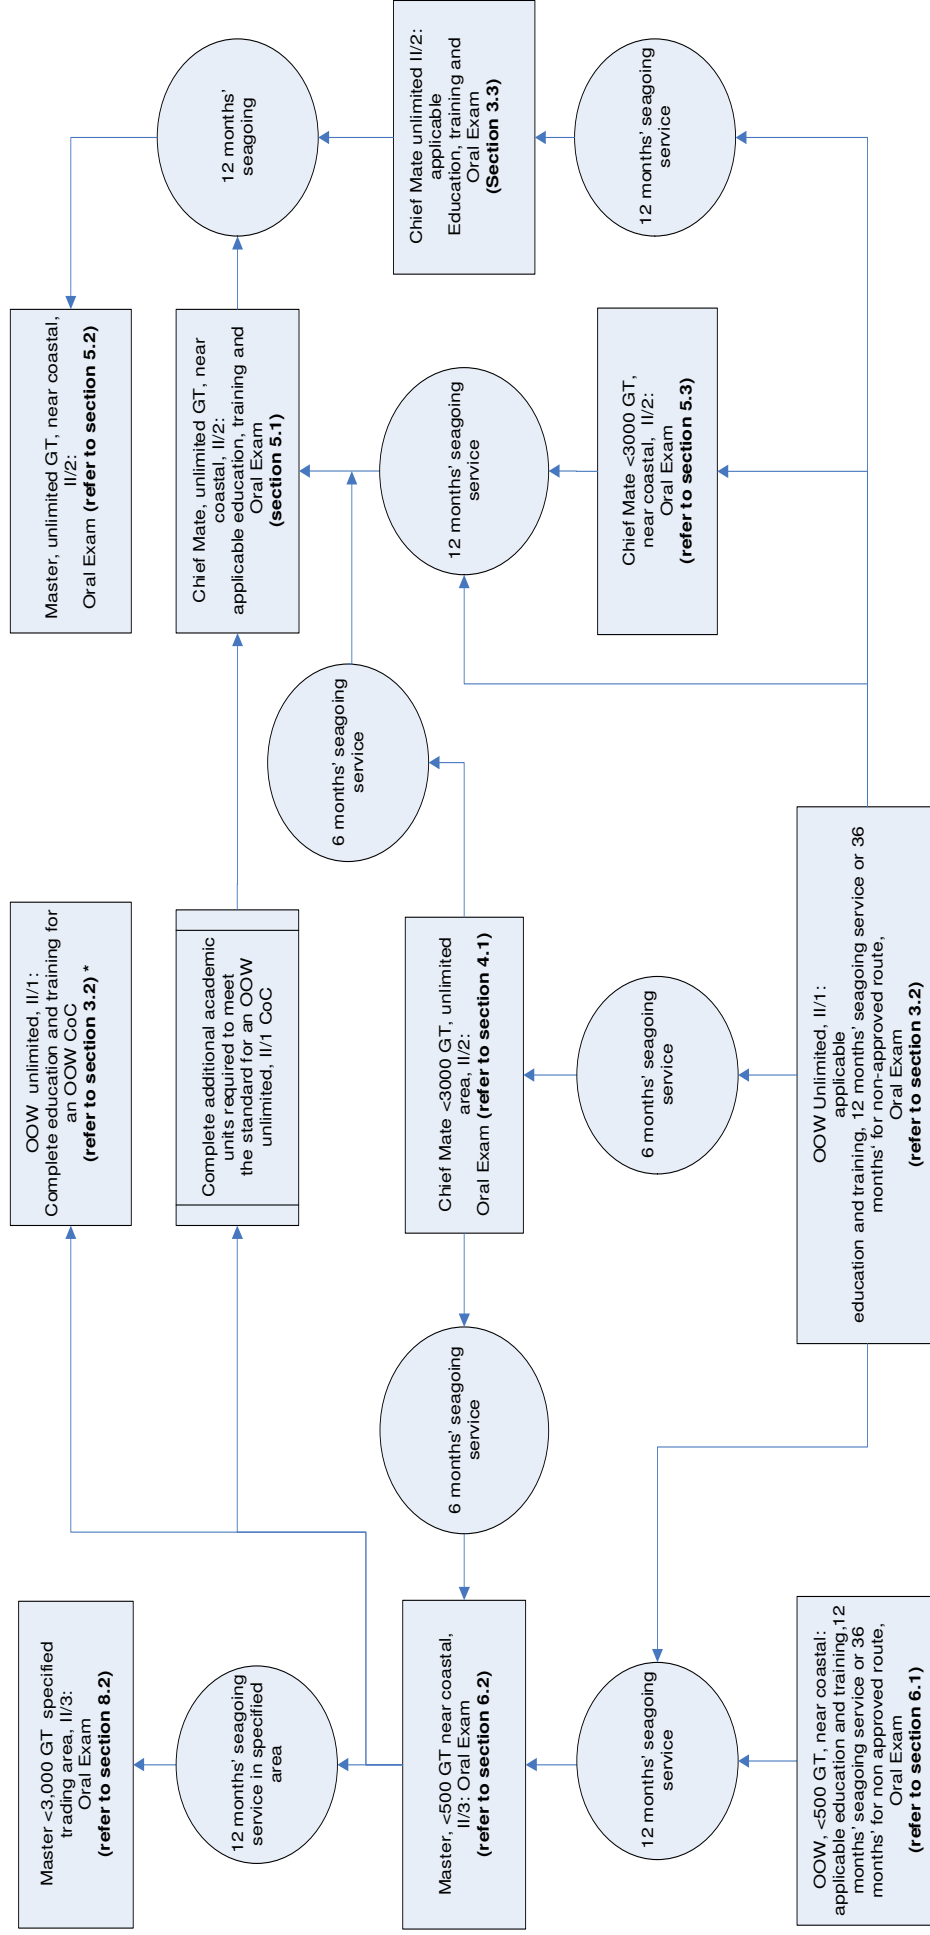 Master <3,000 GT  specified
trading area, II/3:
Oral Exam
(refer to section 8.2)
12 months’ seagoing
service in specified
area
Master, <500 GT near coastal,
II/3: Oral Exam
(refer to section 6.2)
12 months’ seagoing
service
OOW, <500 GT, near coastal:
applicable education and training,12
months’ seagoing service or 36
months’ for non approved route,
Oral Exam
(refer to section 6.1)
6 months’ seagoing
service
OOW  unlimited, II/1:
Complete education and training for
an OOW CoC
(refer to section 3.2) *
Complete additional academic
units required to meet
the standard for an OOW
unlimited, II/1 CoC
Chief Mate <3000 GT, unlimited
area, II/2:
Oral Exam (refer to section 4.1)
6 months’ seagoing
service
OOW Unlimited, II/1:
applicable
education and training, 12 months’ seagoing service or 36
months’ for non-approved route,
Oral Exam
(refer to section 3.2)
6 months’ seagoing
service
Master, unlimited GT, near coastal,
II/2:
Oral Exam (refer to section 5.2)
Chief Mate, unlimited GT, near
coastal, II/2:
applicable education, training and
Oral Exam
(section 5.1)
12 months’ seagoing
service
Chief Mate <3000 GT,
near coastal,  II/2:
Oral Exam
(refer to section 5.3)
12 months’
seagoing
Chief Mate unlimited II/2:
applicable
Education, training and
Oral Exam
(Section 3.3)
12 months’ seagoing
service